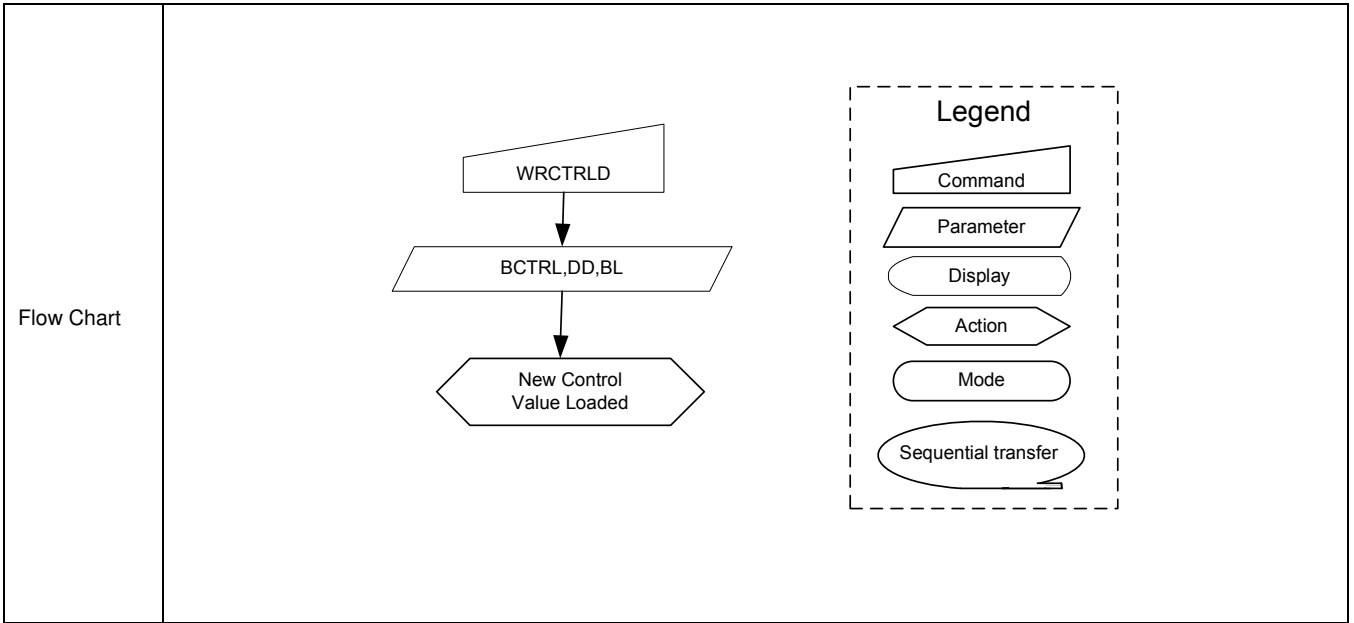 Flow Chart
WRCTRLD
BCTRL,DD,BL
New Control
Value Loaded
Legend
Command
Parameter
Display
Action
Mode
Sequential transfer